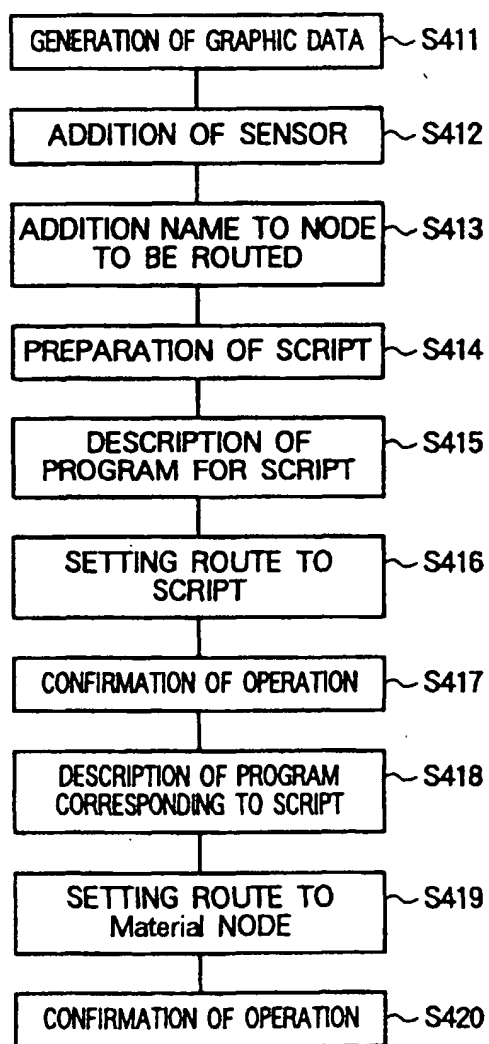 GENERATION OF GRAPHIC DATA ~ S411
ADDITION OF SENSOR ~ S412
ADDITION NAME TO NODE ~ S413
TO BE ROUTED
PREPARATION OF SCRIPT ~ S414
DESCRIPTION OF ~ S415
PROGRAM FOR SCRIPT
SETTING ROUTE TO ~ S416
SCRIPT
CONFIRMATION OF OPERATION ~ S417
DESCRIPTION OF PROGRAM ~ S418
CORRESPONDING TO SCRIPT
SETTING ROUTE TO ~ S419
Material NODE
CONFIRMATION OF OPERATION ~ S420